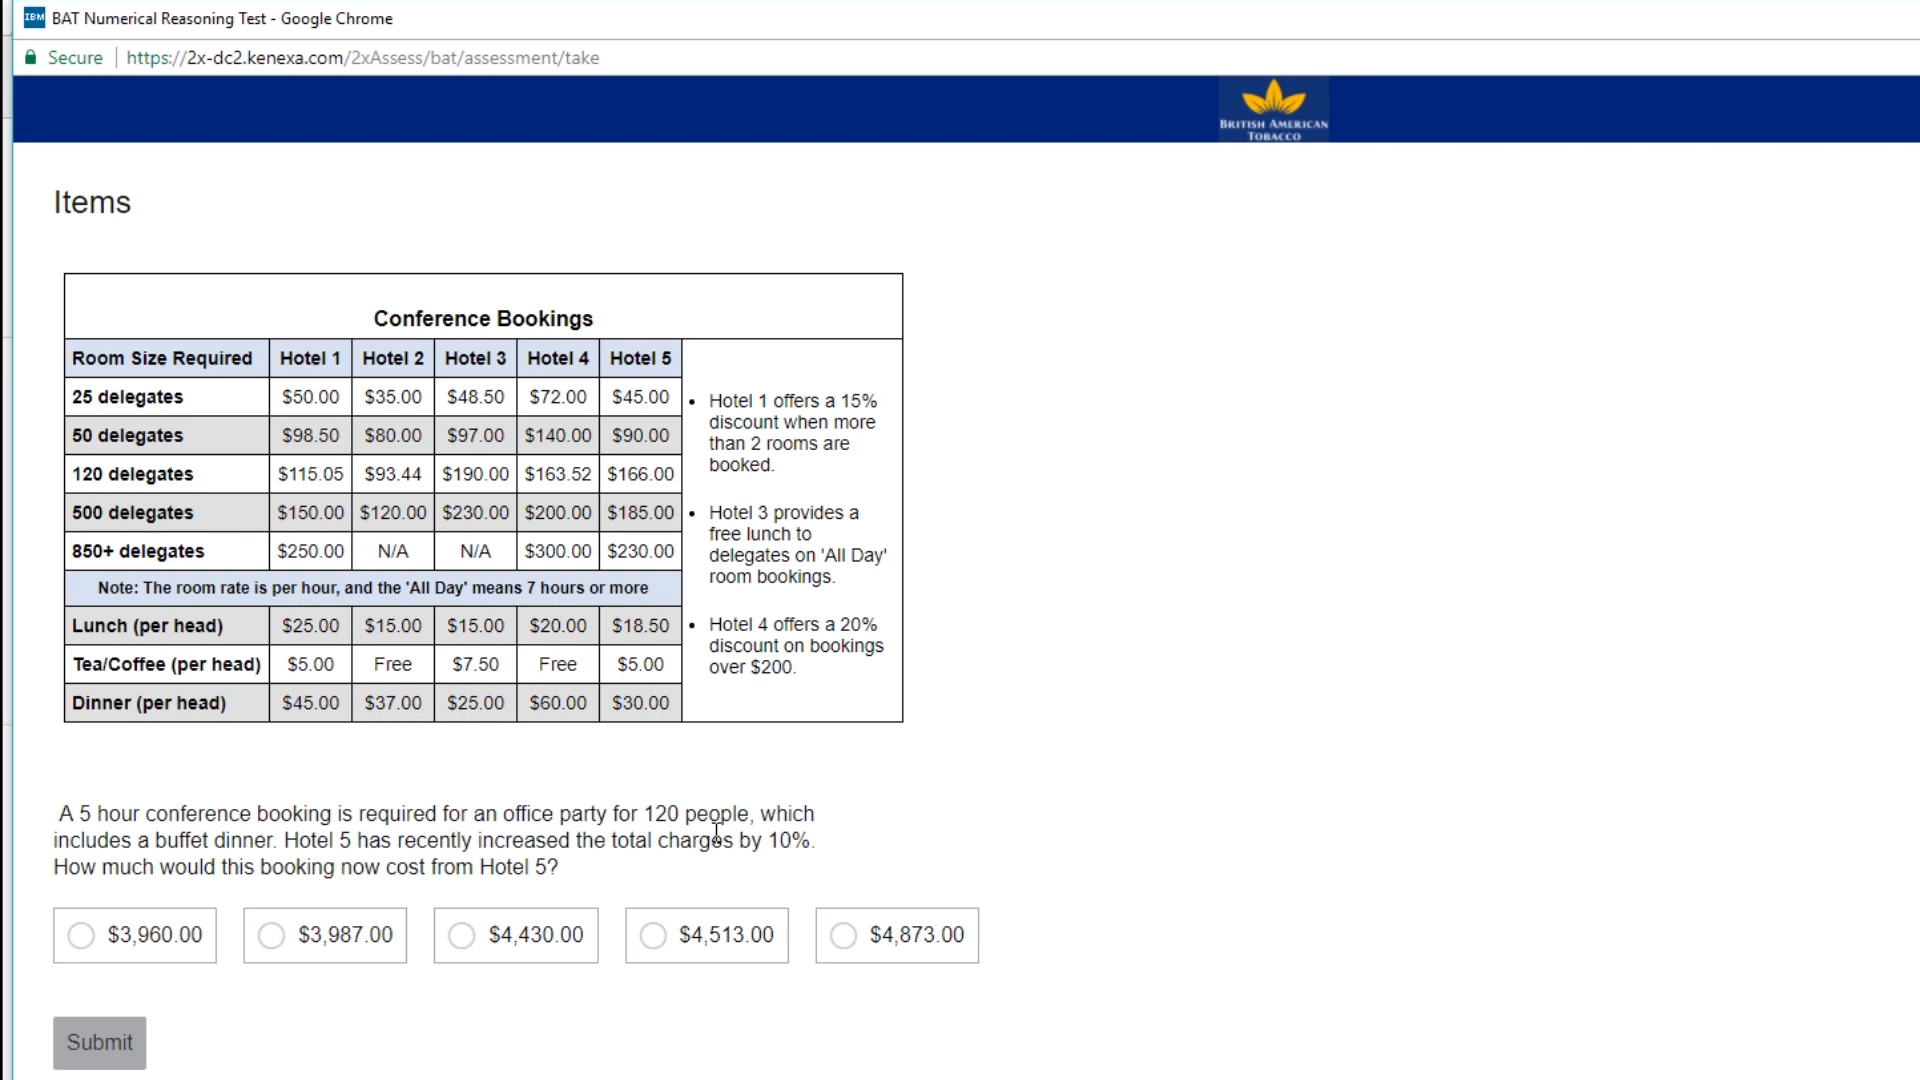 IBM BAT Numerical Reasoning Test - Google Chrome
Secure https://2x-dc2.kenexa.com/2xAssess/bat/assessment/take
BRITISH AMERICAN
TOBACCO
Items
Conference Bookings
Room Size Required Hotel 1 Hotel 2 Hotel 3 Hotel 4 Hotel 5
25 delegates $50.00 $35.00 $48.50 $72.00 $45.00
50 delegates $98.50 $80.00 $97.00 $140.00 $90.00
120 delegates $115.05 $93.44 $190.00 $163.52 $166.00
500 delegates $150.00 $120.00 $230.00 $200.00 $185.00
850+ delegates $250.00 N/A N/A $300.00 $230.00
Note: The room rate is per hour, and the 'All Day' means 7 hours or more
Lunch (per head) $25.00 $15.00 $15.00 $20.00 $18.50
Tea/Coffee (per head) $5.00 Free $7.50 Free $5.00
Dinner (per head) $45.00 $37.00 $25.00 $60.00 $30.00
• Hotel 1 offers a 15%
discount when more
than 2 rooms are
booked.
• Hotel 3 provides a
free lunch to
delegates on 'All Day'
room bookings.
• Hotel 4 offers a 20%
discount on bookings
over $200.
A 5 hour conference booking is required for an office party for 120 people, which
includes a buffet dinner. Hotel 5 has recently increased the total charges by 10%.
How much would this booking now cost from Hotel 5?
$3,960.00 $3,987.00 $4,430.00 $4,513.00 $4,873.00
Submit